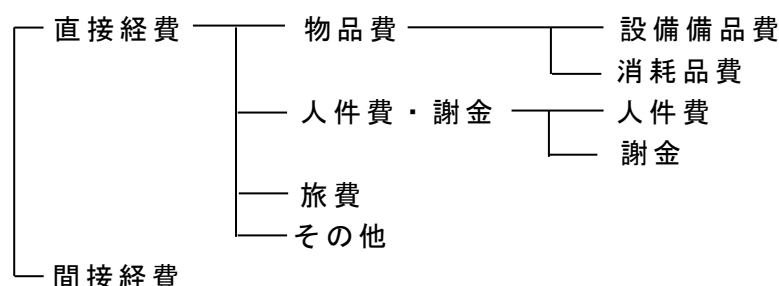 直接経費 物品費 設備備品費
消耗品費
人件費・謝金 人件費
謝金
旅費
その他
間接経費